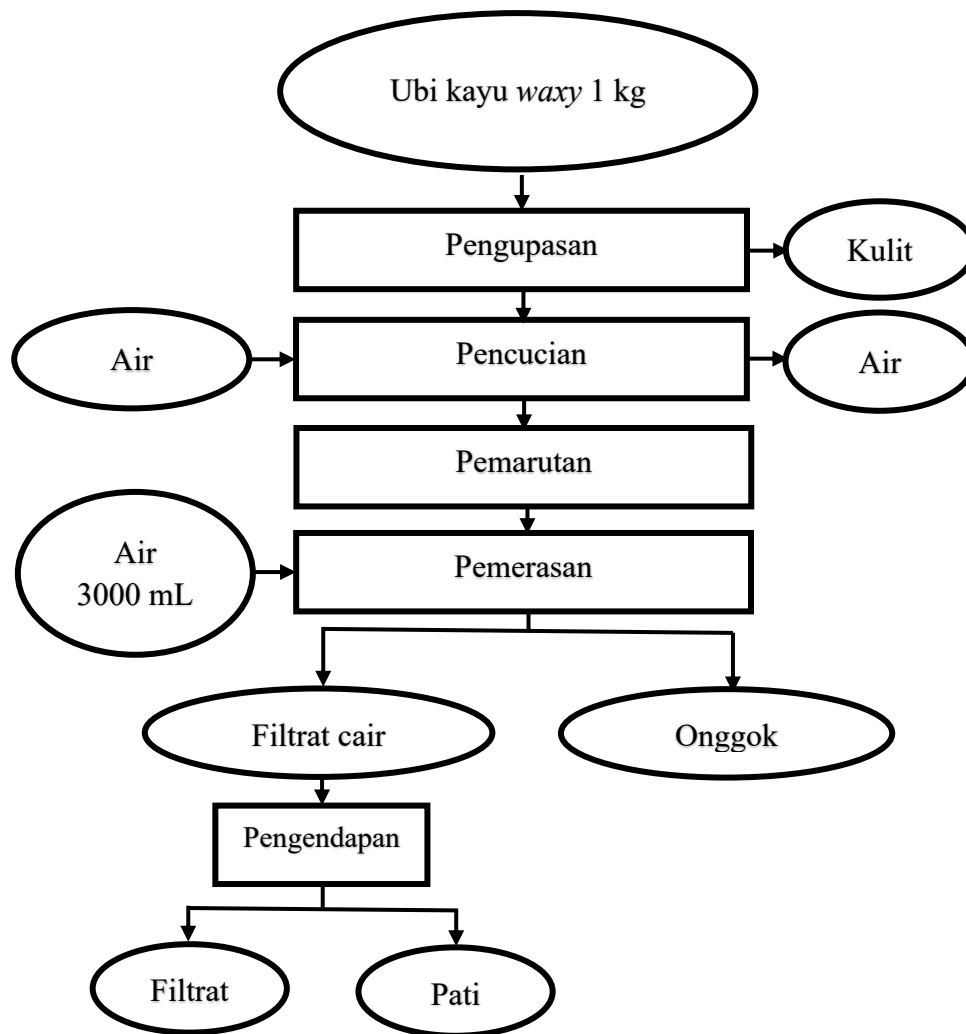 Ubi kayu waxy 1 kg
Pengupasan
Kulit
Air
Pencucian
Air
Pemarutan
Air
3000 mL
Pemerasan
Filtrat cair
Onggok
Pengendapan
Filtrat
Pati